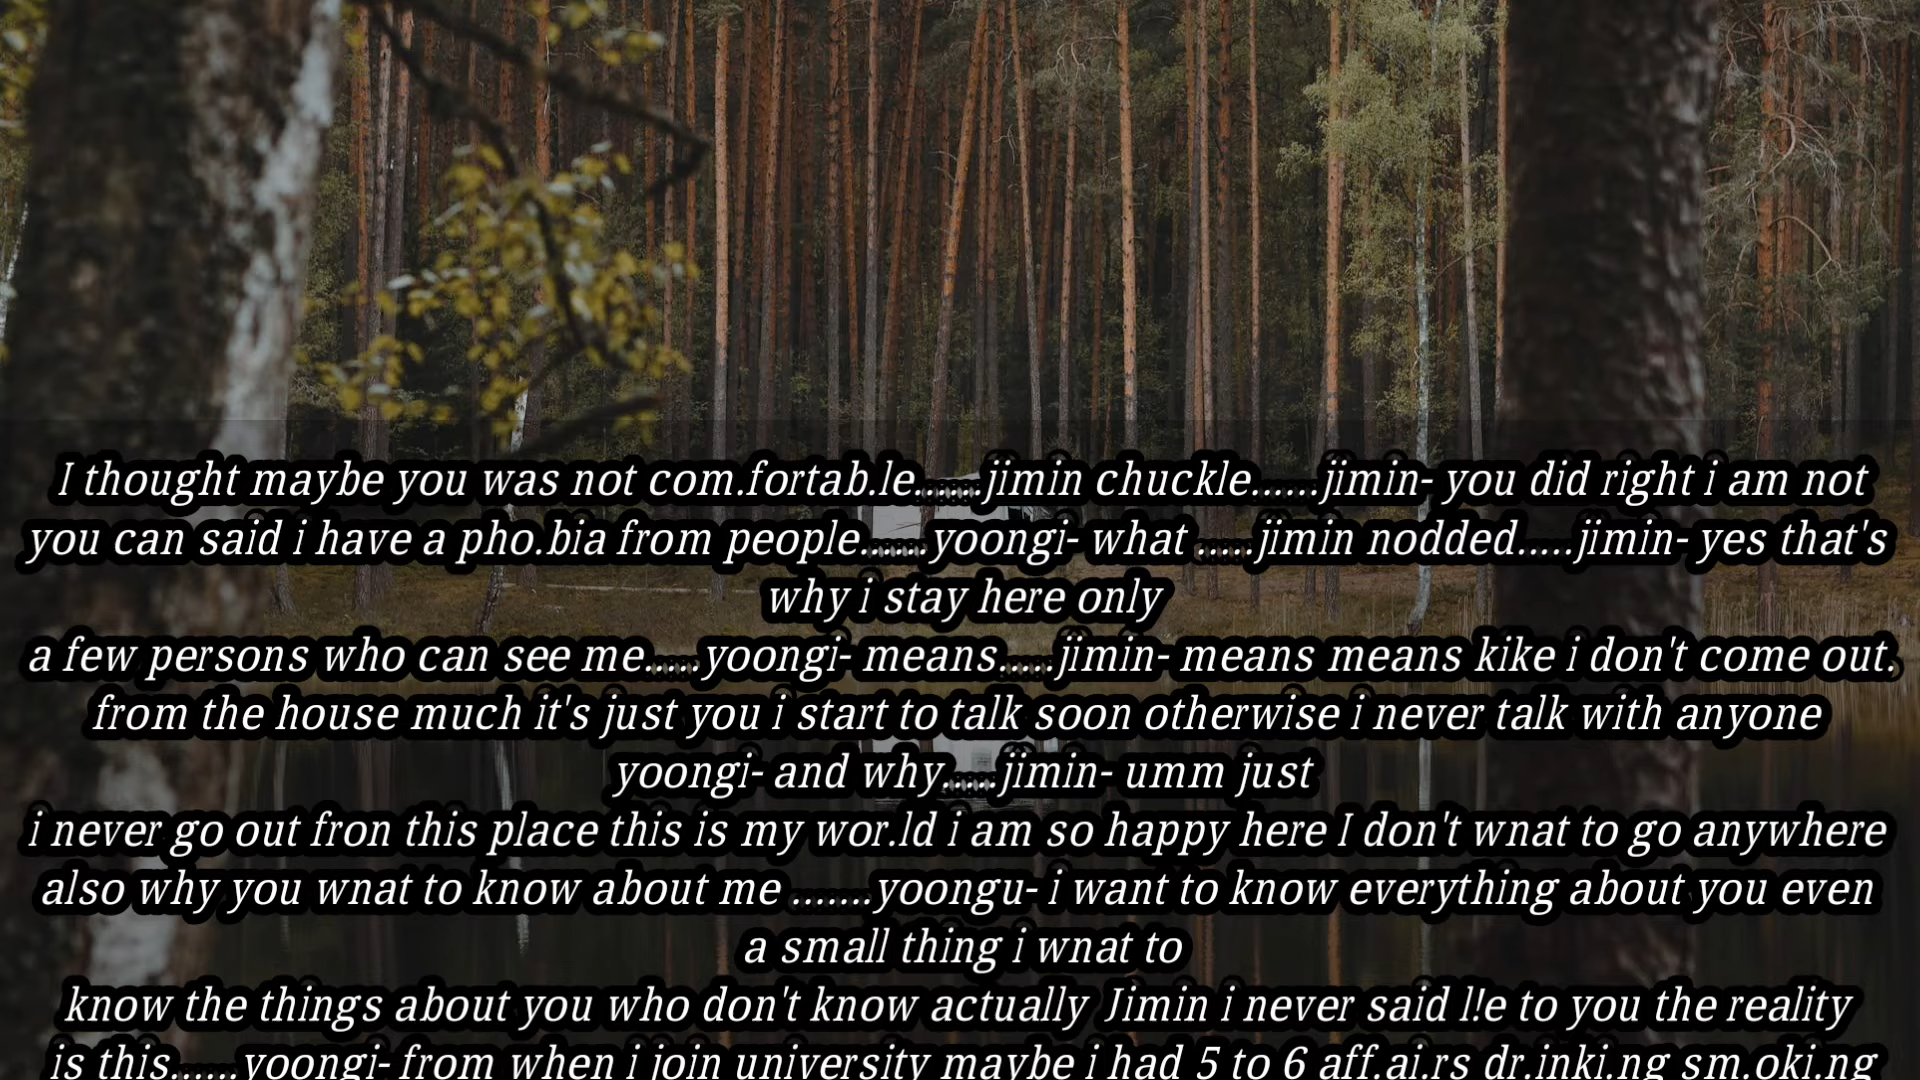 I thought maybe you was not com.fortab.le......jimin chuckle......jimin- you did right i am not
you can said i have a pho.bia from people......yoongi- what .....jimin nodded.....jimin- yes that's
why i stay here only
a few persons who can see me.....yoongi- means.....jimin- means means kike i don't come out.
from the house much it's just you i start to talk soon otherwise i never talk with anyone
yoongi- and why.....jimin- umm just
i never go out fron this place this is my wor.ld i am so happy here I don't wnat to go anywhere
also why you wnat to know about me .......yoongu- i want to know everything about you even
a small thing i wnat to
know the things about you who don't know actually Jimin i never said l!e to you the reality
is this......yoongi- from when i join university maybe i had 5 to 6 aff.ai.rs dr.inki.ng sm.oki.ng